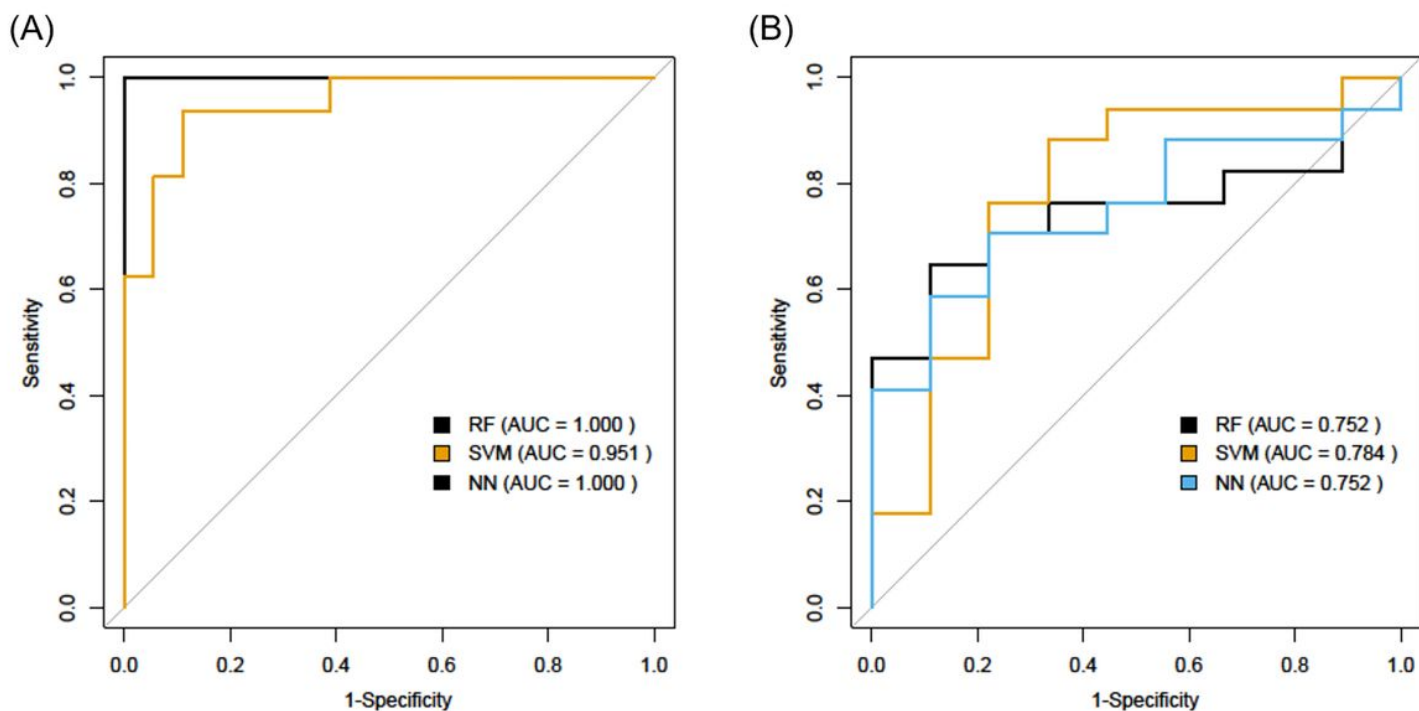 (A)
1.0
0.8
0.6
0.4
0.2
0.0
Sensitivity
RF (AUC = 1.000 )
SVM (AUC = 0.951 )
NN (AUC = 1.000 )
0.0 0.2 0.4 0.6 0.8 1.0
1-Specificity
(B)
1.0
0.8
0.6
0.4
0.2
0.0
Sensitivity
RF (AUC = 0.752 )
SVM (AUC = 0.784 )
NN (AUC = 0.752 )
0.0 0.2 0.4 0.6 0.8 1.0
1-Specificity